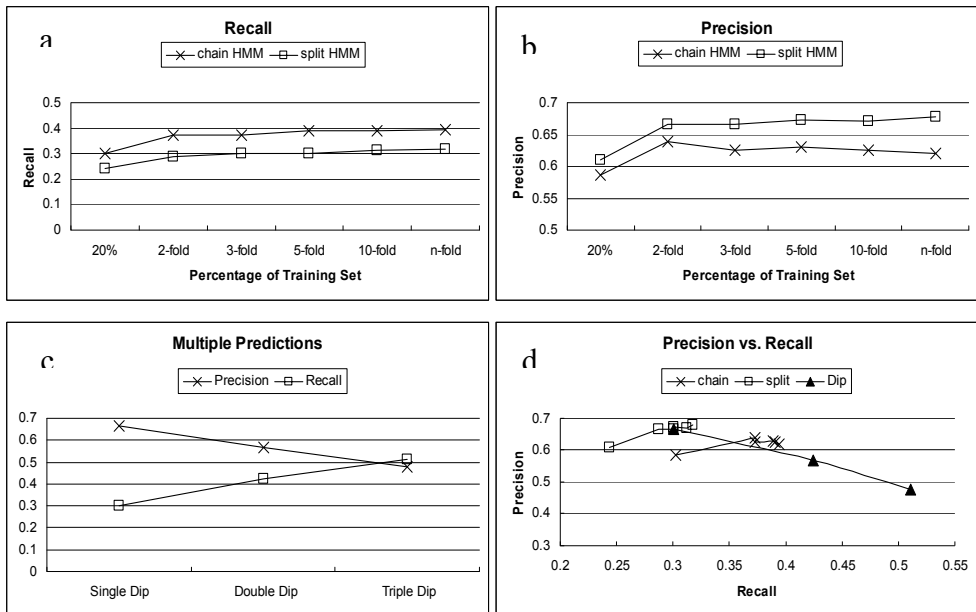 a
Recall
chain HMM split HMM
0.5
0.4
0.3
0.2
0.1
0
Recall
20% 2-fold 3-fold 5-fold 10-fold n-fold
Percentage of Training Set
b
Precision
chain HMM split HMM
0.7
0.65
0.6
0.55
0.5
Precision
20% 2-fold 3-fold 5-fold 10-fold n-fold
Percentage of Training Set
c
Multiple Predictions
Precision Recall
0.7
0.6
0.5
0.4
0.3
0.2
0.1
0
Single Dip Double Dip Triple Dip
d
Precision vs. Recall
chain split Dip
0.7
0.6
0.5
0.4
0.3
Precision
0.2 0.25 0.3 0.35 0.4 0.45 0.5 0.55
Recall